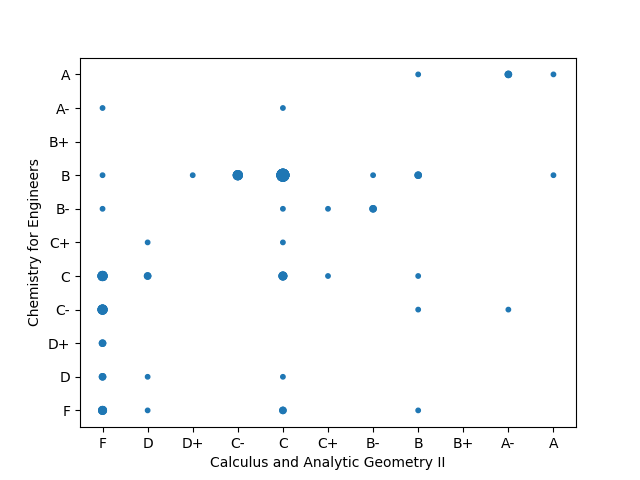 A
A-
B+
B
B-
C+
C
C-
D+
D
F
Chemistry for Engineers
F D D+ C- C C+ B- B B+ A- A
Calculus and Analytic Geometry II